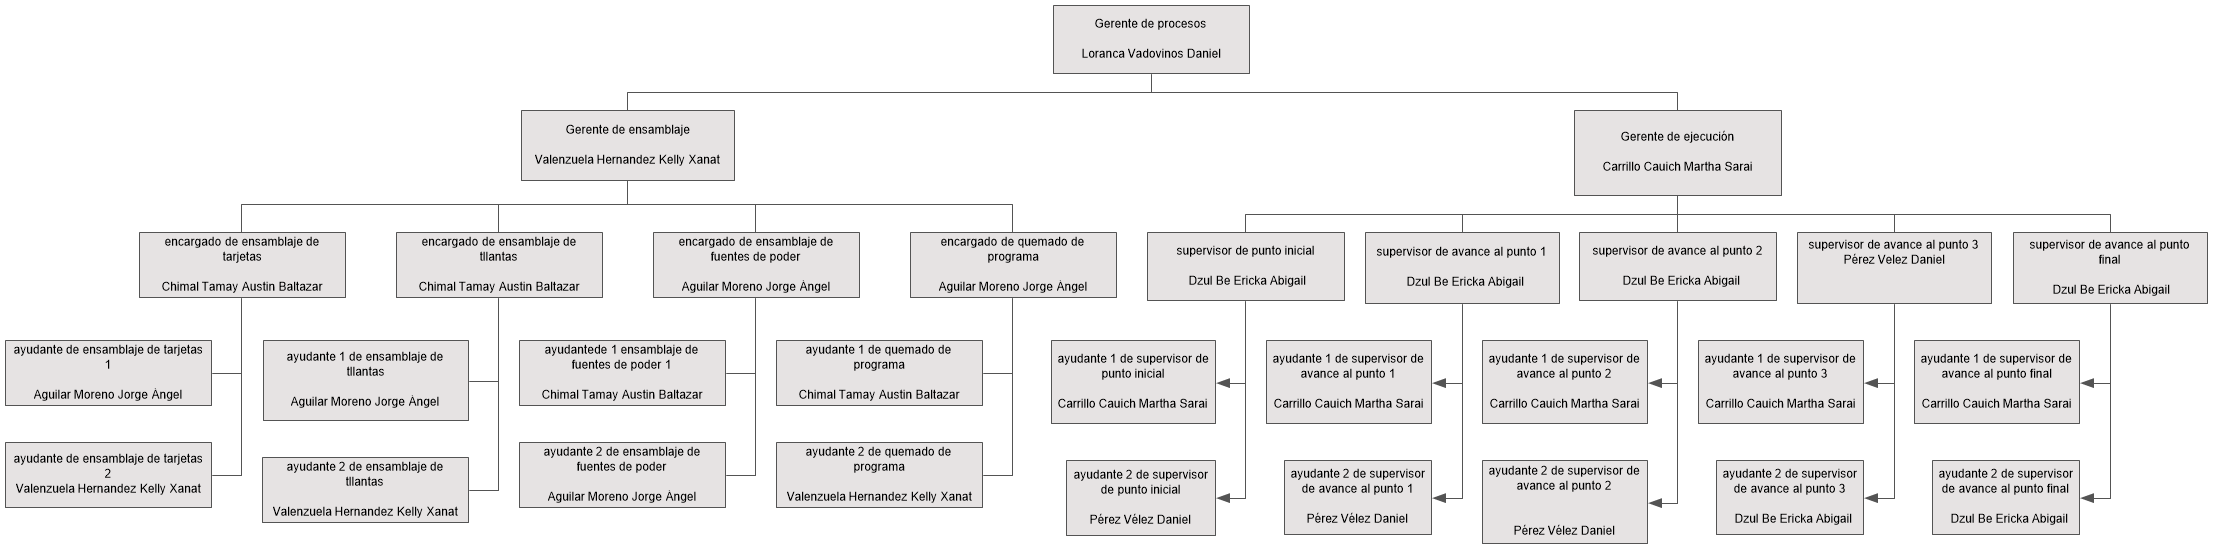 Gerente de procesos
Loranca Vadovinos Daniel
Gerente de ensamblaje
Valenzuela Hernandez Kelly Xanat
Gerente de ejecución
Carrillo Cauich Martha Sarai
encargado de ensamblaje de
tarjetas
Chimal Tamay Austin Baltazar
encargado de ensamblaje de
tllantas
Chimal Tamay Austin Baltazar
encargado de ensamblaje de
fuentes de poder
Aguilar Moreno Jorge Ángel
encargado de quemado de
programa
Aguilar Moreno Jorge Ángel
supervisor de punto inicial
Dzul Be Ericka Abigail
supervisor de avance al punto 1
Dzul Be Ericka Abigail
supervisor de avance al punto 2
Dzul Be Ericka Abigail
supervisor de avance al punto 3
Pérez Velez Daniel
supervisor de avance al punto
final
Dzul Be Ericka Abigail
ayudante de ensamblaje de tarjetas
1
Aguilar Moreno Jorge Ángel
ayudante 1 de ensamblaje de
tllantas
Aguilar Moreno Jorge Ángel
ayudantede 1 ensamblaje de
fuentes de poder 1
Chimal Tamay Austin Baltazar
ayudante 1 de quemado de
programa
Chimal Tamay Austin Baltazar
ayudante 1 de supervisor de
punto inicial
Carrillo Cauich Martha Sarai
ayudante 1 de supervisor de
avance al punto 1
Carrillo Cauich Martha Sarai
ayudante 1 de supervisor de
avance al punto 2
Carrillo Cauich Martha Sarai
ayudante 1 de supervisor de
avance al punto 3
Carrillo Cauich Martha Sarai
ayudante 1 de supervisor de
avance al punto final
Carrillo Cauich Martha Sarai
ayudante de ensamblaje de tarjetas
2
Valenzuela Hernandez Kelly Xanat
ayudante 2 de ensamblaje de
tllantas
Valenzuela Hernandez Kelly Xanat
ayudante 2 de ensamblaje de
fuentes de poder
Aguilar Moreno Jorge Ángel
ayudante 2 de quemado de
programa
Valenzuela Hernandez Kelly Xanat
ayudante 2 de supervisor
de punto inicial
Pérez Vélez Daniel
ayudante 2 de supervisor
de avance al punto 1
Pérez Vélez Daniel
ayudante 2 de supervisor de
avance al punto 2
Pérez Vélez Daniel
ayudante 2 de supervisor
de avance al punto 3
Dzul Be Ericka Abigail
ayudante 2 de supervisor
de avance al punto final
Dzul Be Ericka Abigail